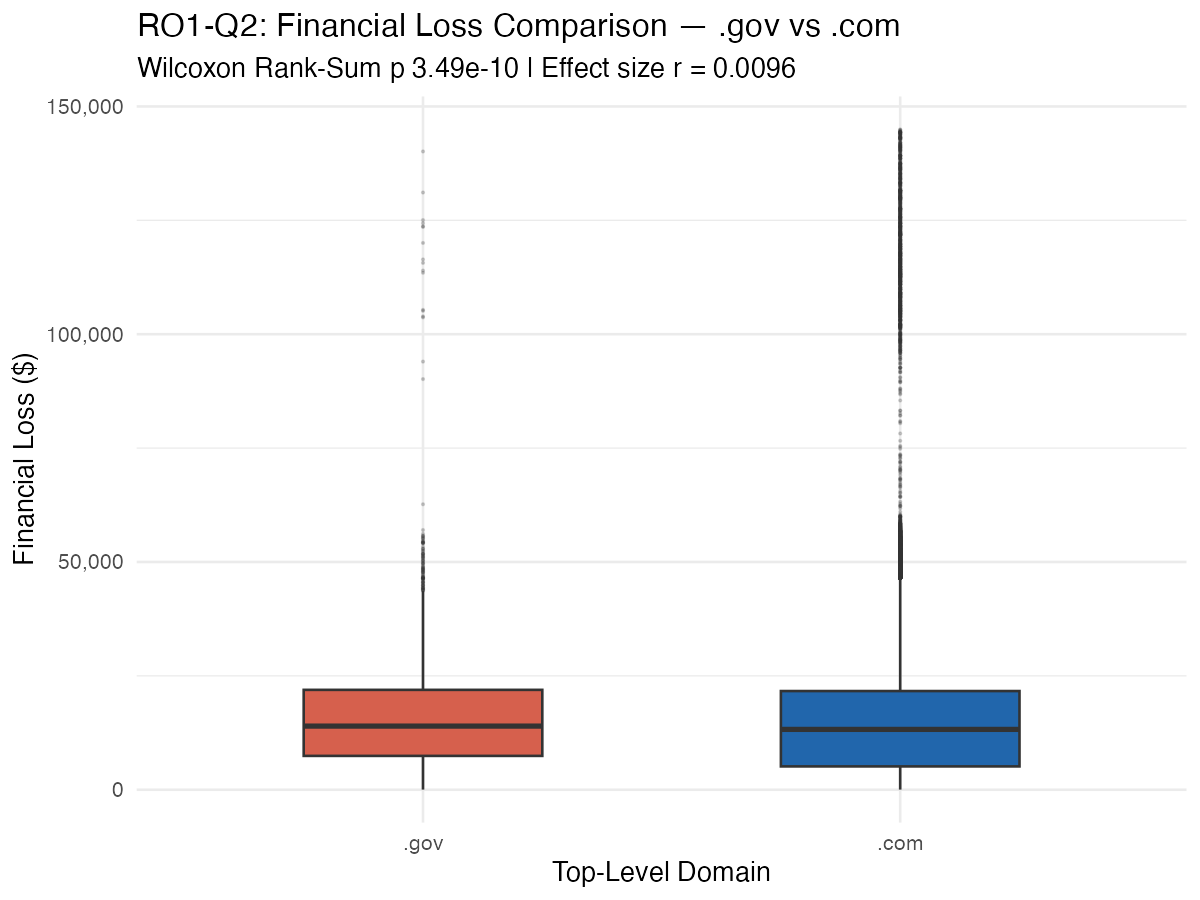 RO1-Q2: Financial Loss Comparison — .gov vs .com
Wilcoxon Rank-Sum p 3.49e-10 | Effect size r = 0.0096
150,000
100,000
50,000
0
Financial Loss ($)
.gov
.com
Top-Level Domain